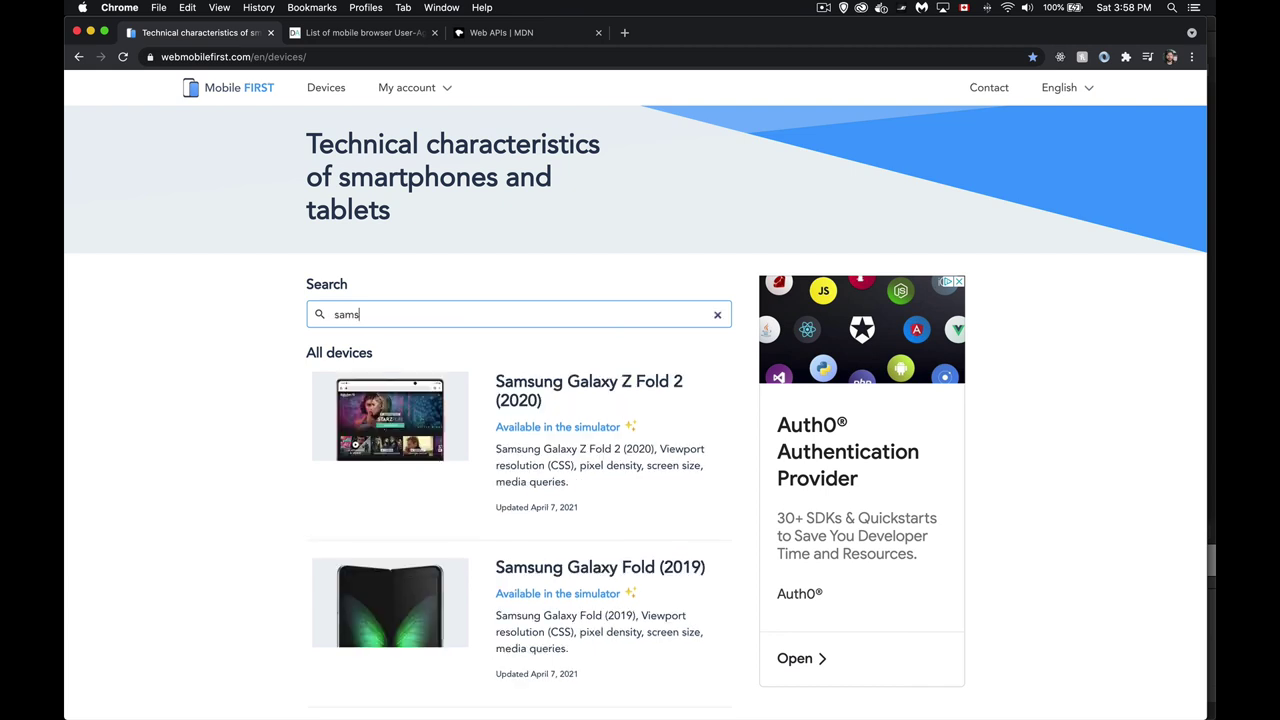 Chrome File Edit View History Bookmarks Profiles Tab Window Help 100% Sat 3:58 PM
Technical characteristics of sm List of mobile browser User-Ag Web APIs | MDN
webmobilefirst.com/en/devices/
Mobile FIRST Devices My account Contact English
Technical characteristics
of smartphones and
tablets
Search
sams
All devices
Samsung Galaxy Z Fold 2
(2020)
Available in the simulator
Samsung Galaxy Z Fold 2 (2020), Viewport
resolution (CSS), pixel density, screen size,
media queries.
Updated April 7, 2021
Samsung Galaxy Fold (2019)
Available in the simulator
Samsung Galaxy Fold (2019), Viewport
resolution (CSS), pixel density, screen size,
media queries.
Updated April 7, 2021
JS
php
Auth0®
Authentication
Provider
30+ SDKs & Quickstarts
to Save You Developer
Time and Resources.
Auth0®
Open